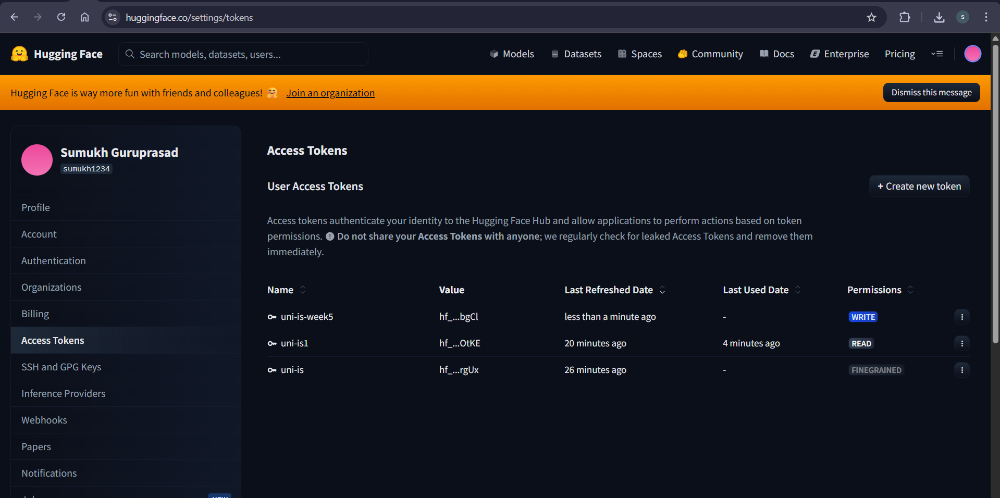 huggingface.co/settings/tokens
S
Hugging Face
Search models, datasets, users...
Models
Datasets
Spaces
Community
Docs
Enterprise
Pricing
Hugging Face is way more fun with friends and colleagues! 🤗 Join an organization
Dismiss this message
Sumukh Guruprasad
sumukh1234
Profile
Account
Authentication
Organizations
Billing
Access Tokens
SSH and GPG Keys
Inference Providers
Webhooks
Papers
Notifications
NEW
Access Tokens
User Access Tokens
+ Create new token
Access tokens authenticate your identity to the Hugging Face Hub and allow applications to perform actions based on token
permissions. Do not share your Access Tokens with anyone; we regularly check for leaked Access Tokens and remove them
immediately.
Name Value Last Refreshed Date Last Used Date Permissions
uni-is-week5 hf_...bgCl less than a minute ago - WRITE
uni-is1 hf_...OtKE 20 minutes ago 4 minutes ago READ
uni-is hf_...rgUx 26 minutes ago - FINEGRAINED